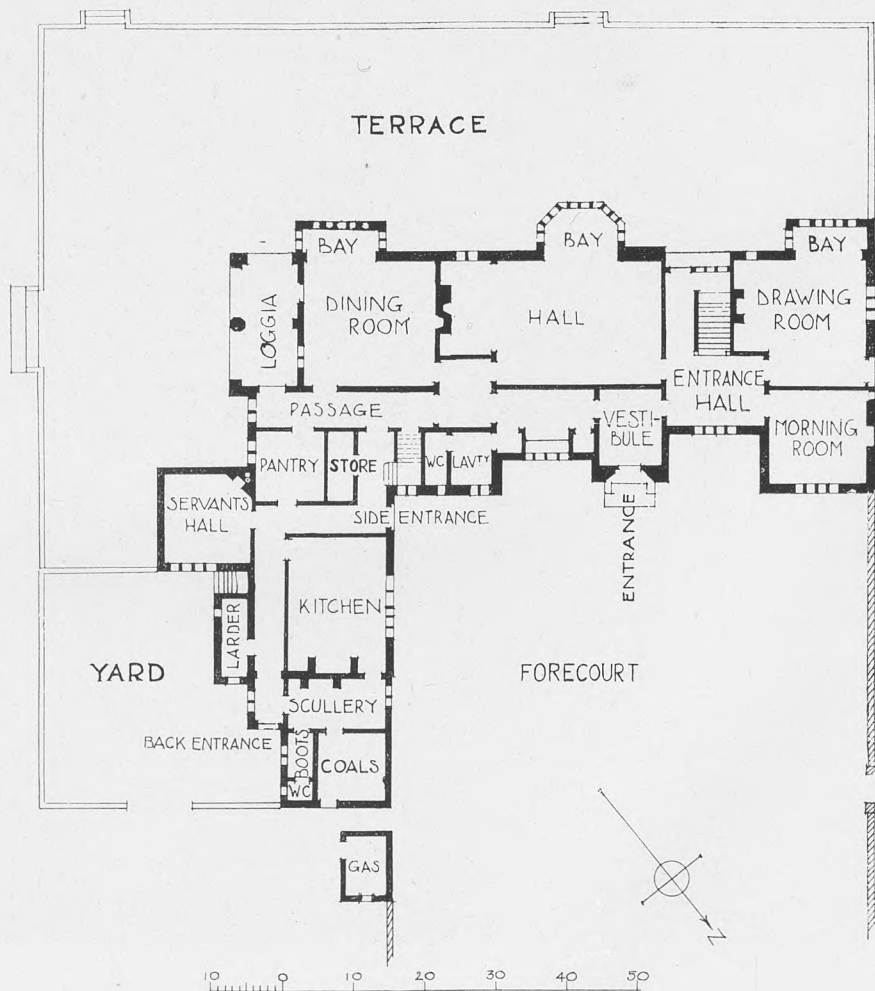 TERRACE
BAY
BAY
BAY
LOGGIA
DINING
ROOM
HALL
DRAWING
ROOM
ENTRANCE
HALL
PASSAGE
VESTI-
BULE
MORNING
ROOM
PANTRY
STORE
WC
LAVTY
SERVANTS
HALL
SIDE ENTRANCE
ENTRANCE
KITCHEN
LARDER
YARD
FORECOURT
SCULLERY
BACK ENTRANCE
BOOTS
COALS
WC
GAS
N
10 0 10 20 30 40 50